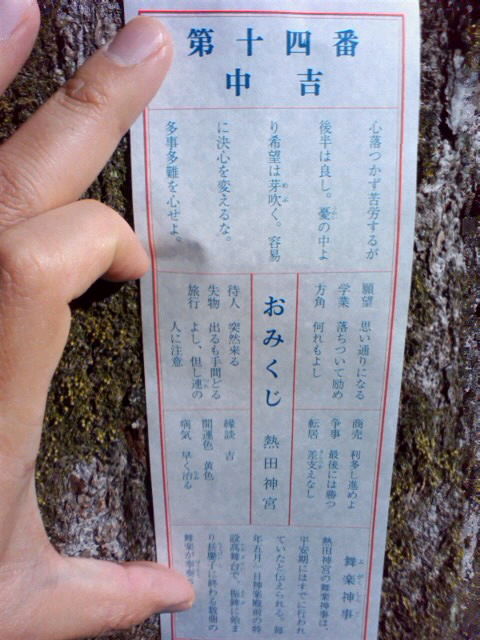 第十四番
中吉
心落つかず苦労するが
後半は良し。憂の中よ
り希望は芽吹く。容易
に決心を変えるな。
多事多難を心せよ。
願望 思い通りになる
学業 落ちついて励め
方角 何れもよし
おみくじ 熱田神宮
待人 突然来る
失物 出るも手間どる
旅行 よし、但し連の
人に注意
商売 利多し進めよ
争事 最後には勝つ
転居 差支えなし
縁談 吉
開運色 黄色
病気 早く治る
舞楽神事
熱田神宮の舞楽神事は、
平安期にはすでに行われ
ていたと伝えられる。毎
年五月一日神楽殿前の特
設高舞台で、振鉾に始ま
り長慶子に終わる数曲の
舞楽が奉奏